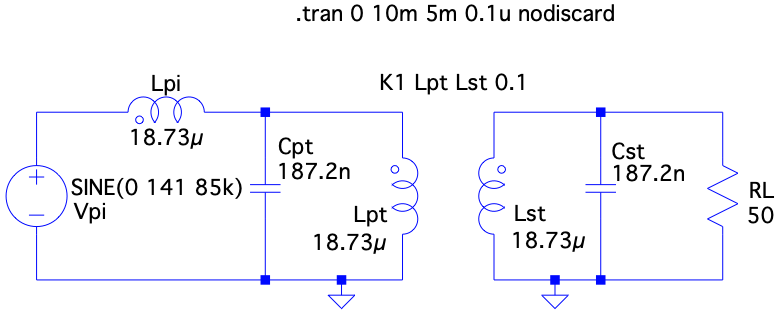 .tran 0 10m 5m 0.1u nodiscard
Lpi
18.73µ
K1 Lpt Lst 0.1
SINE(0 141 85k)
Vpi
Cpt
187.2n
Lpt
18.73µ
Lst
18.73µ
Cst
187.2n
RL
50